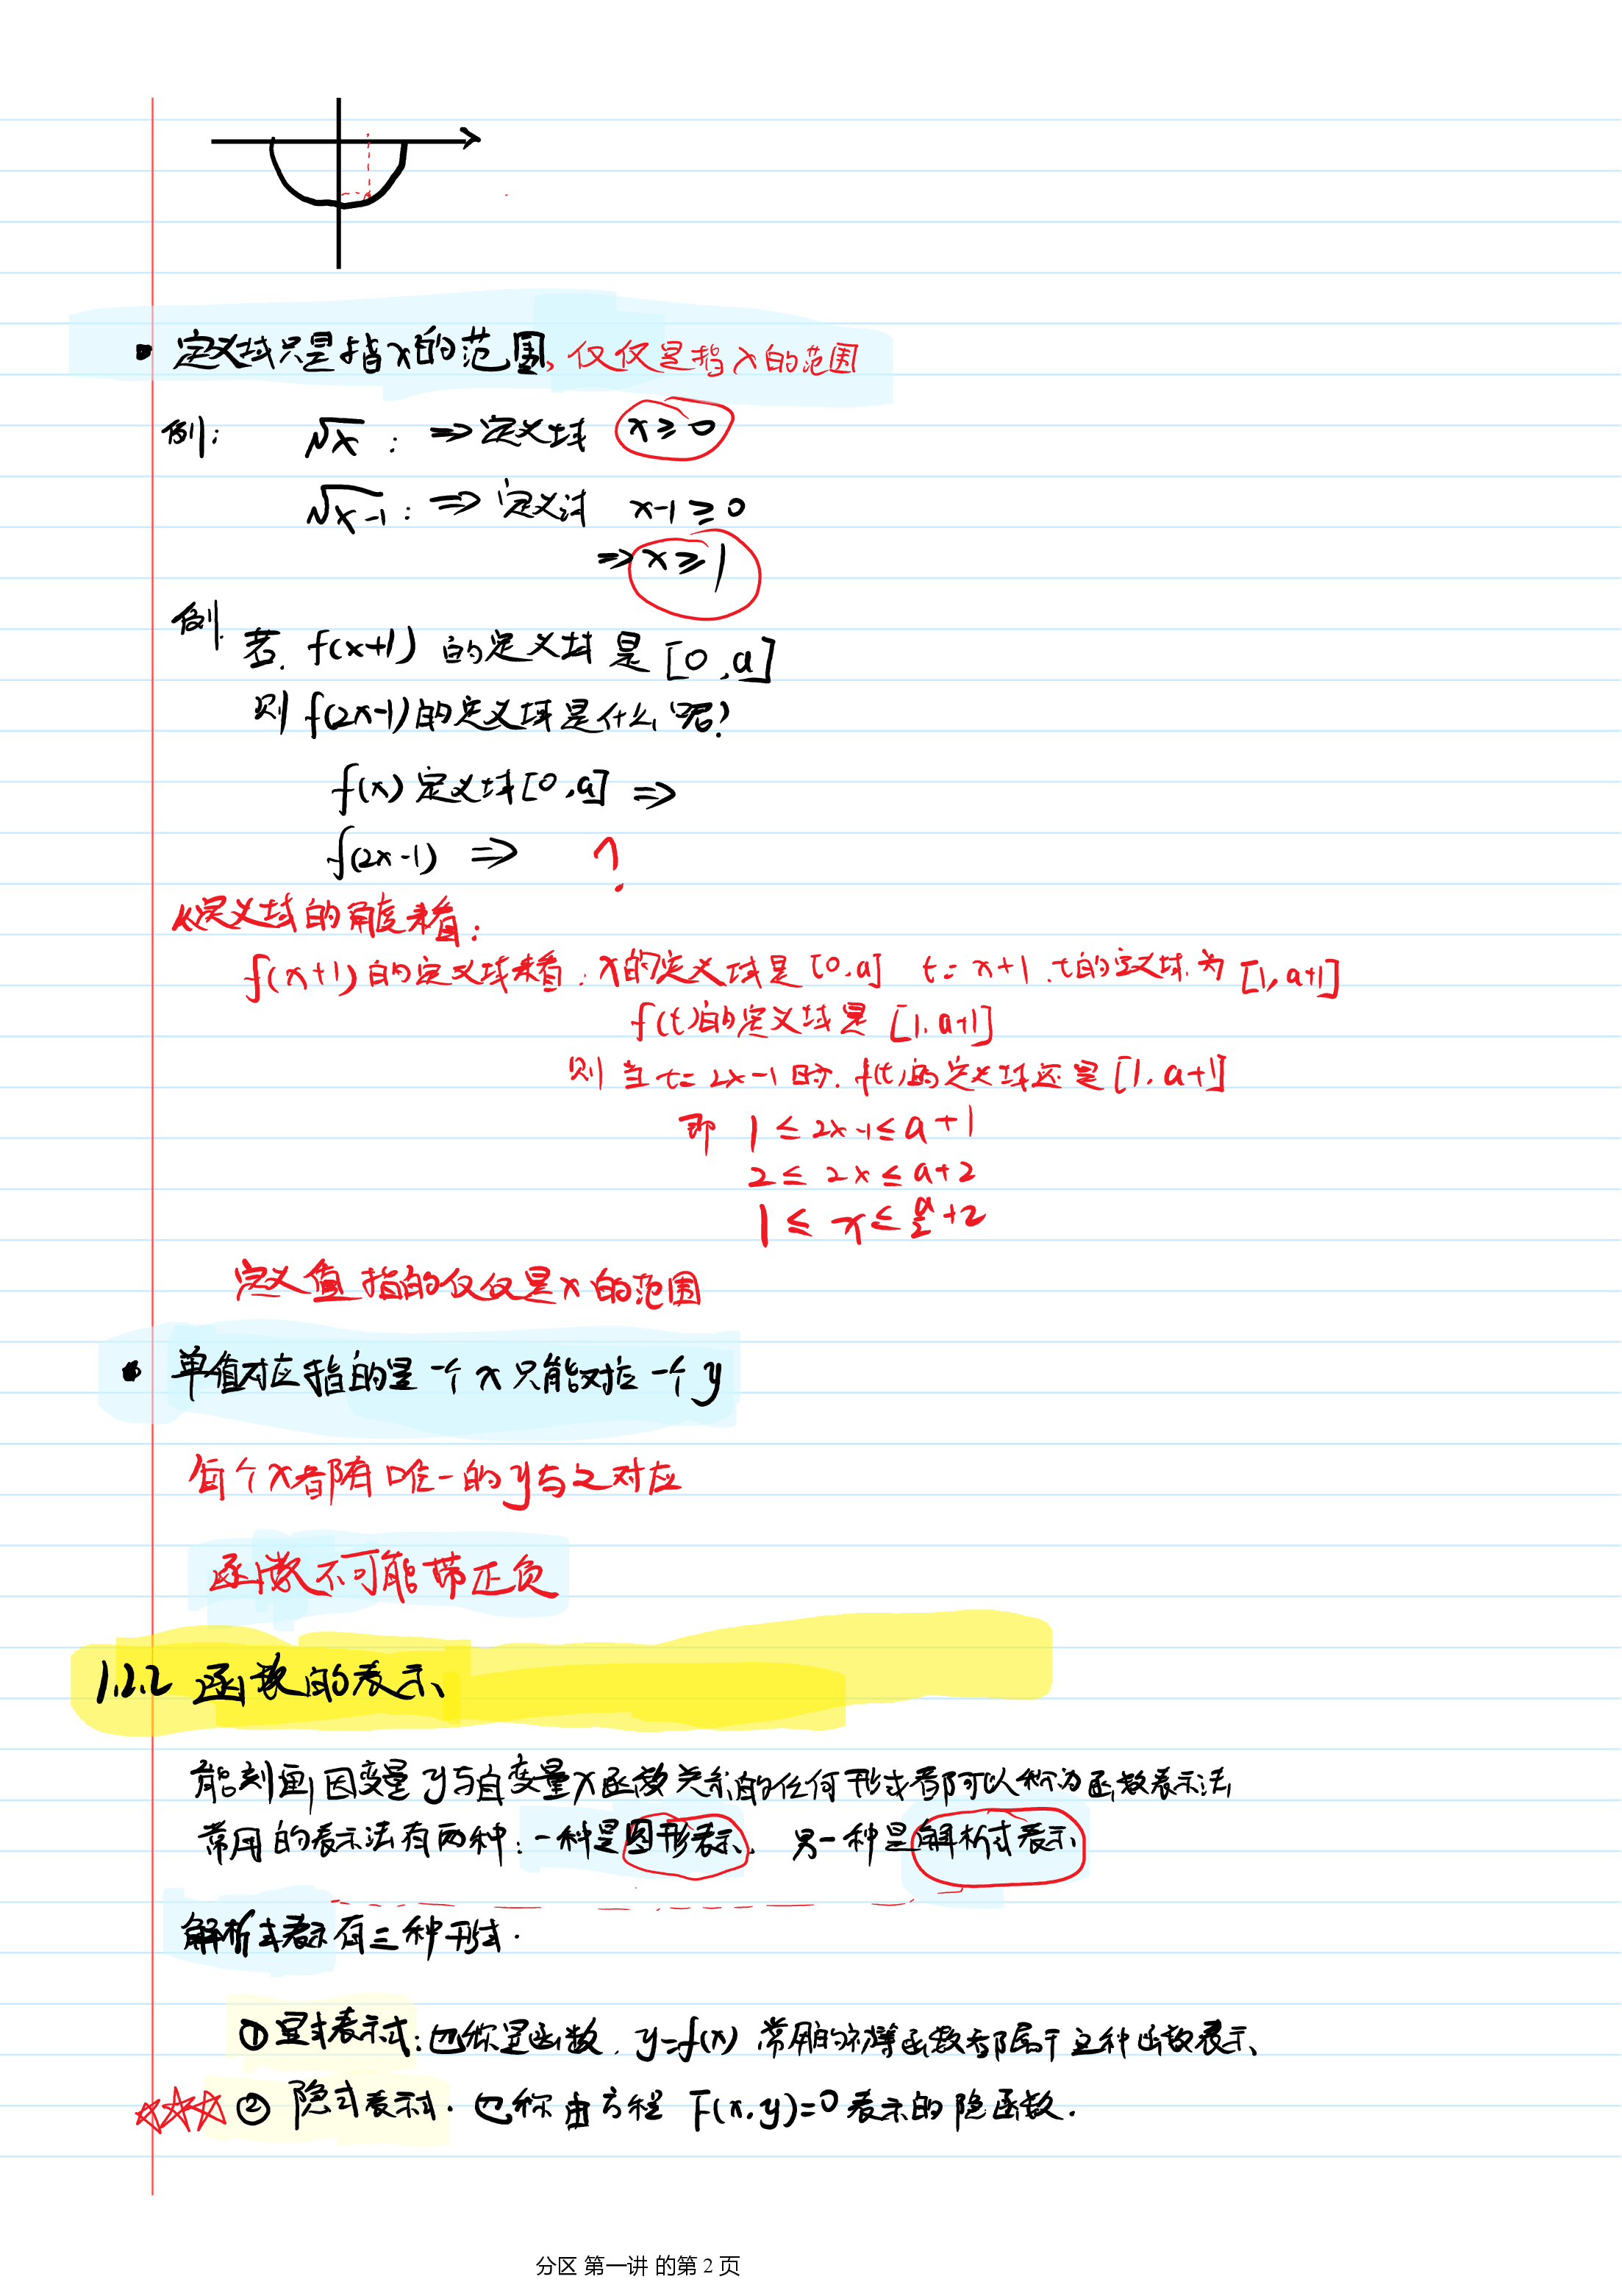 定义域只是指x的范围,仅仅是指x的范围
例: √x : ⇒定义域 x≥0
√x-1 : ⇒ 定义域 x-1≥0
⇒x≥1
例. 若. f(x+1) 的定义域是[0,a]
则 f(2x-1)的定义域是什么呢?
f(x)定义域[0,a] ⇒
f(2x-1) ⇒ ?
从定义域的角度来看:
f(x+1)的定义域来看:x的定义域是[0.a] t=x+1.t的定义域.为[1,a+1]
f(t)的定义域是[1.a+1]
则当t=2x-1时.f(t)的定义域还是[1.a+1]
即 1≤2x-1≤a+1
2≤2x≤a+2
1≤x≤a/2+2
定义值指的仅仅是x的范围
单值对应指的是一个x只能对应一个y
每个x都有唯一的y与之对应
函数不可能带正负
1.2.2 函数的表示、
能刻画因变量y与自变量x函数关系的任何形式都可以称为函数表示法
常用的表示法有两种:一种是图形表示. 另一种是解析式表示
解析式表示有三种形式.
①显式表示式:也称显函数.y=f(x) 常用的初等函数都属于这种函数表示、
② 隐式表示式.也称由方程 F(x.y)=0表示的隐函数.
分区 第一讲 的第 2 页